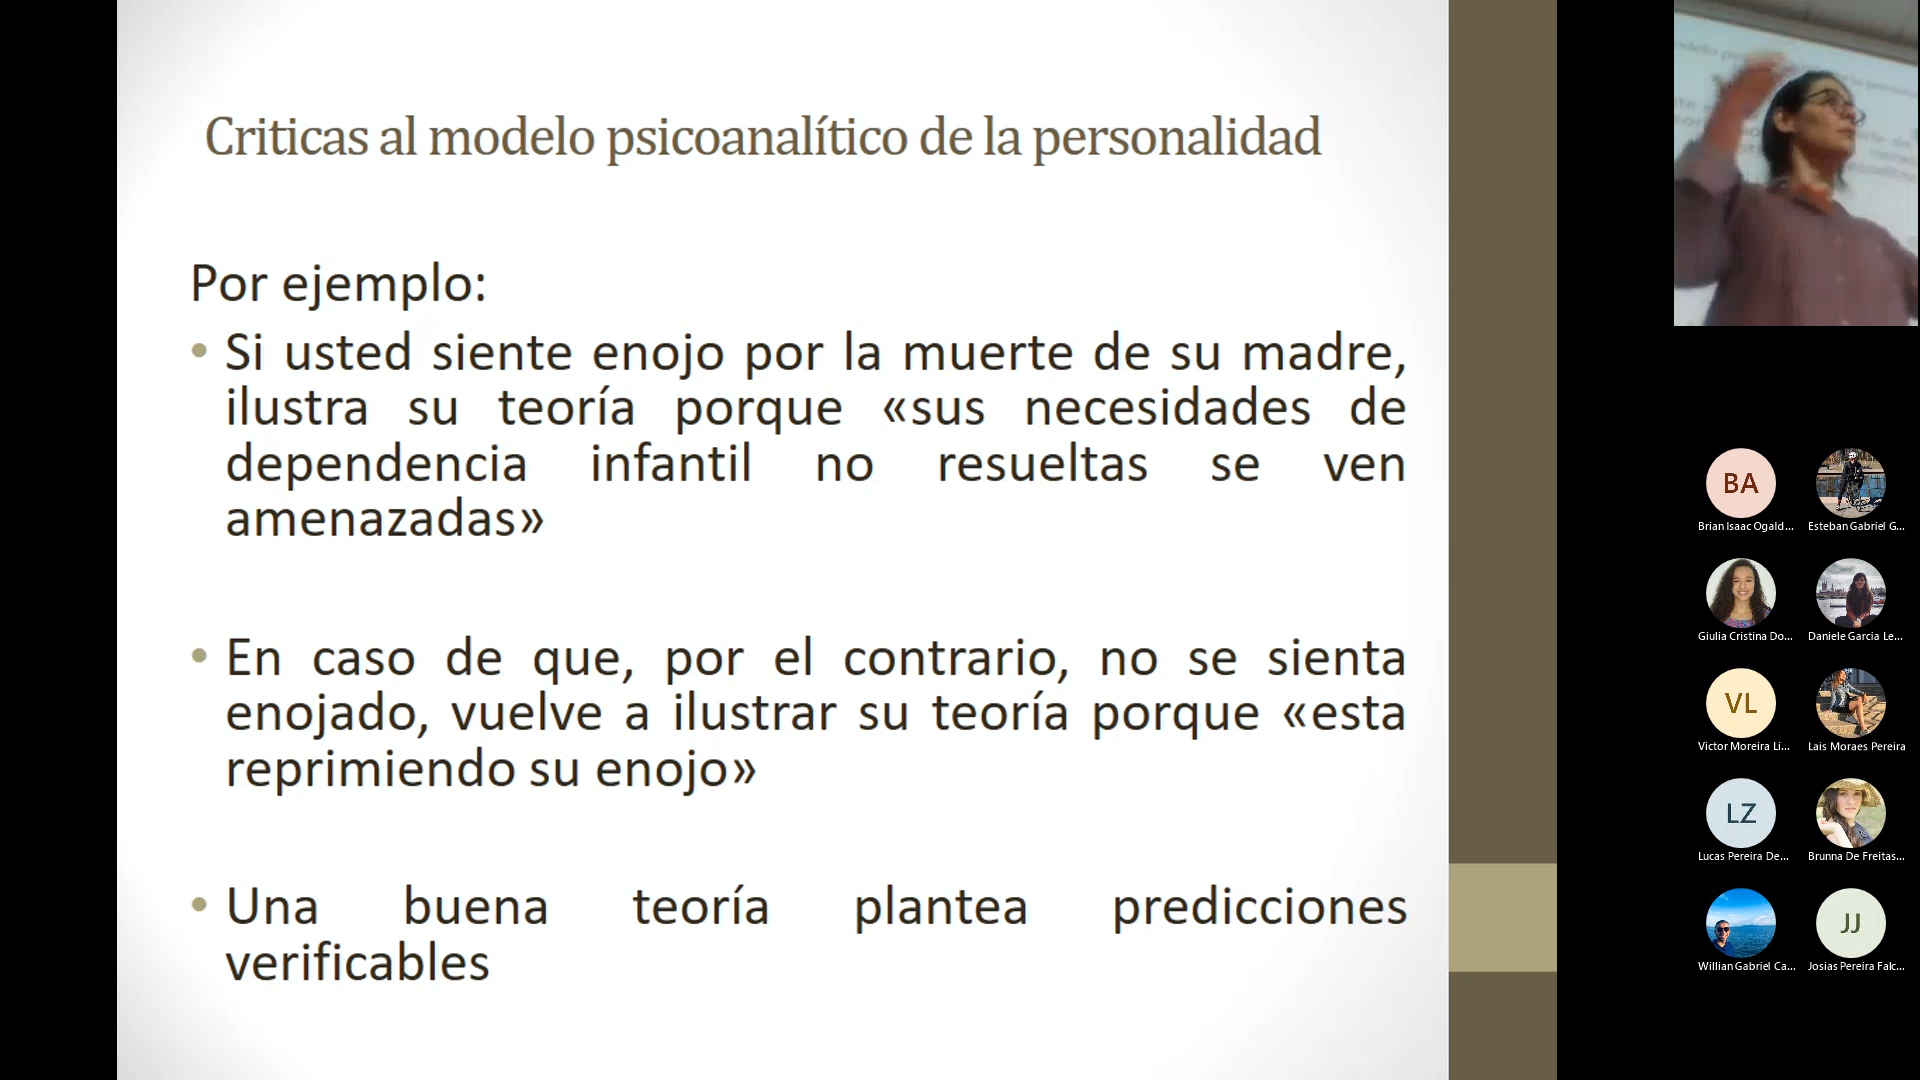 Criticas al modelo psicoanalítico de la personalidad
Por ejemplo:
• Si usted siente enojo por la muerte de su madre,
ilustra su teoría porque «sus necesidades de
dependencia infantil no resueltas se ven
amenazadas»
• En caso de que, por el contrario, no se sienta
enojado, vuelve a ilustrar su teoría porque «esta
reprimiendo su enojo»
• Una buena teoría plantea predicciones
verificables
BA
Brian Isaac Ogald...
Esteban Gabriel G...
Giulia Cristina Do...
Daniele Garcia Le...
VL
Victor Moreira Li...
Lais Moraes Pereira
LZ
Lucas Pereira De...
Brunna De Freitas...
Willian Gabriel Ca...
JJ
Josias Pereira Falc...